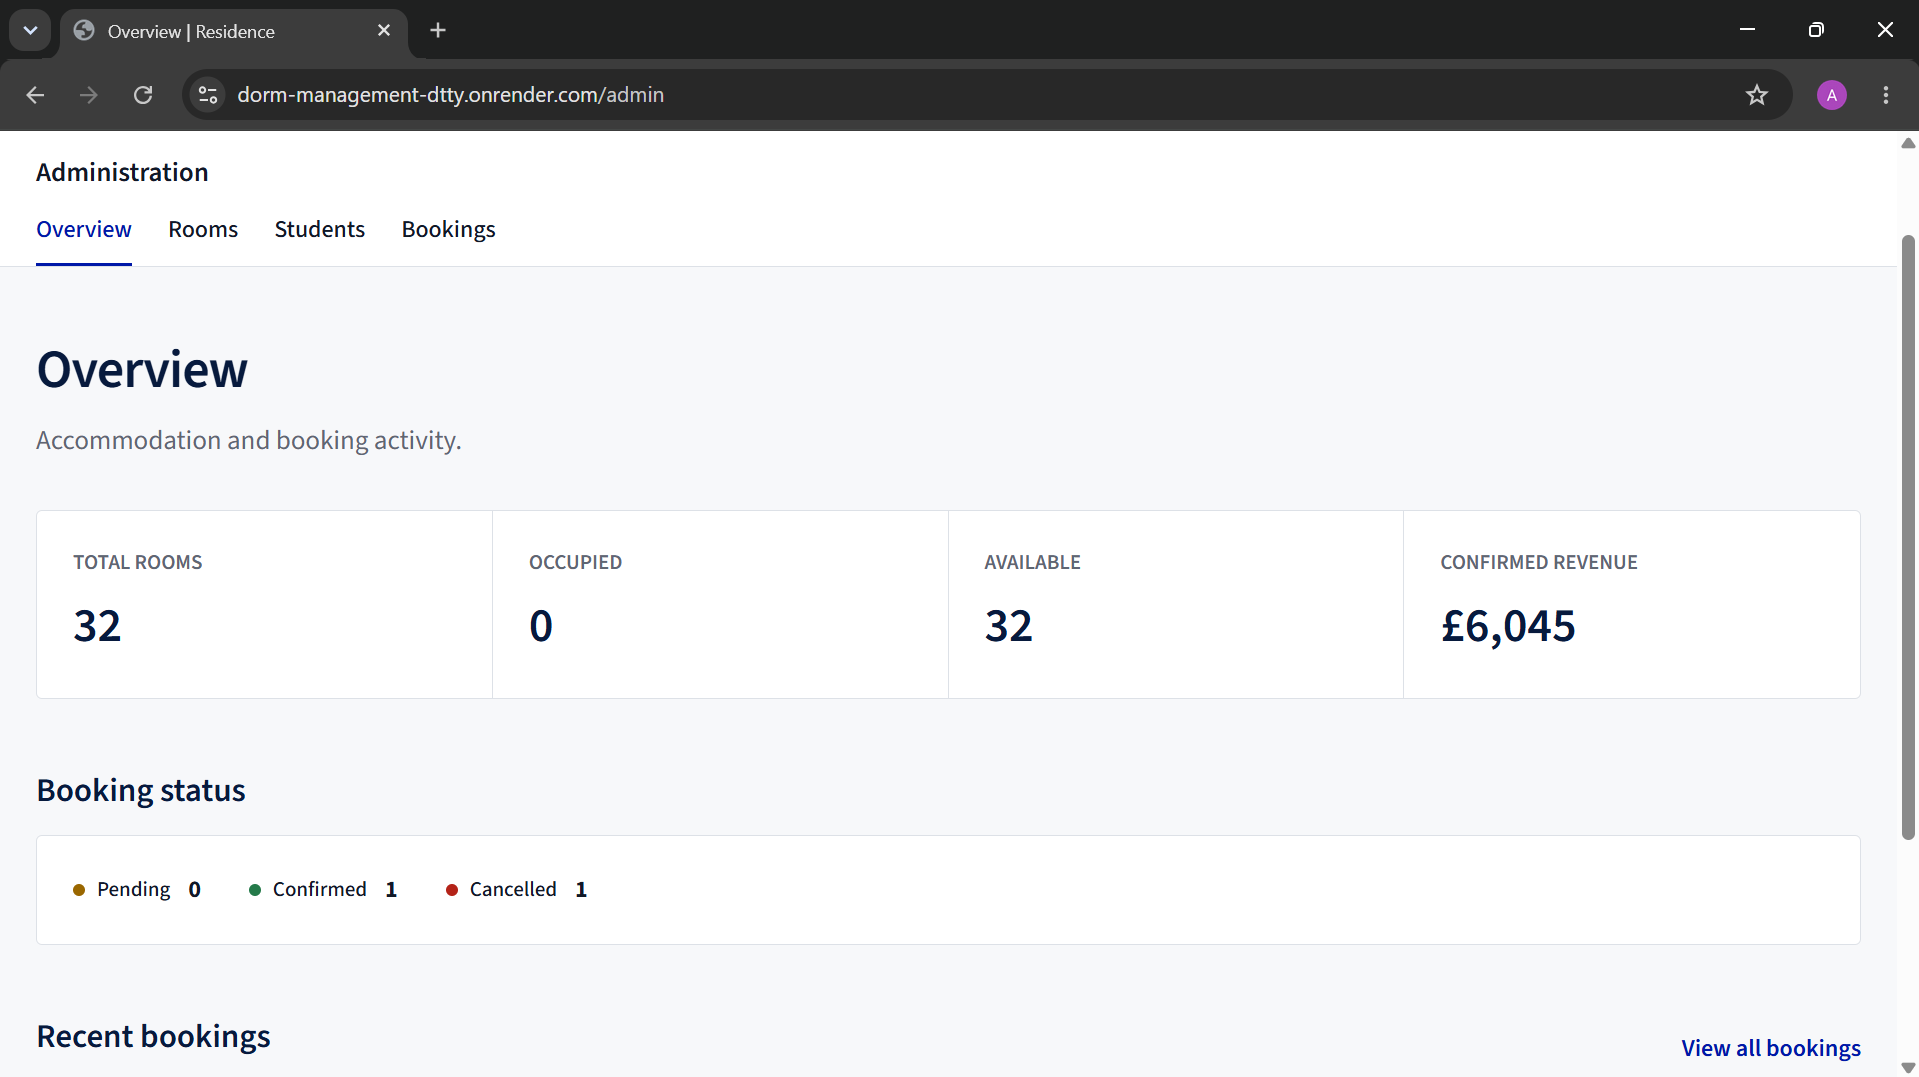 Overview | Residence
dorm-management-dtty.onrender.com/admin
A
Administration
Overview Rooms Students Bookings
Overview
Accommodation and booking activity.
TOTAL ROOMS
32
OCCUPIED
0
AVAILABLE
32
CONFIRMED REVENUE
£6,045
Booking status
Pending 0 Confirmed 1 Cancelled 1
Recent bookings
View all bookings